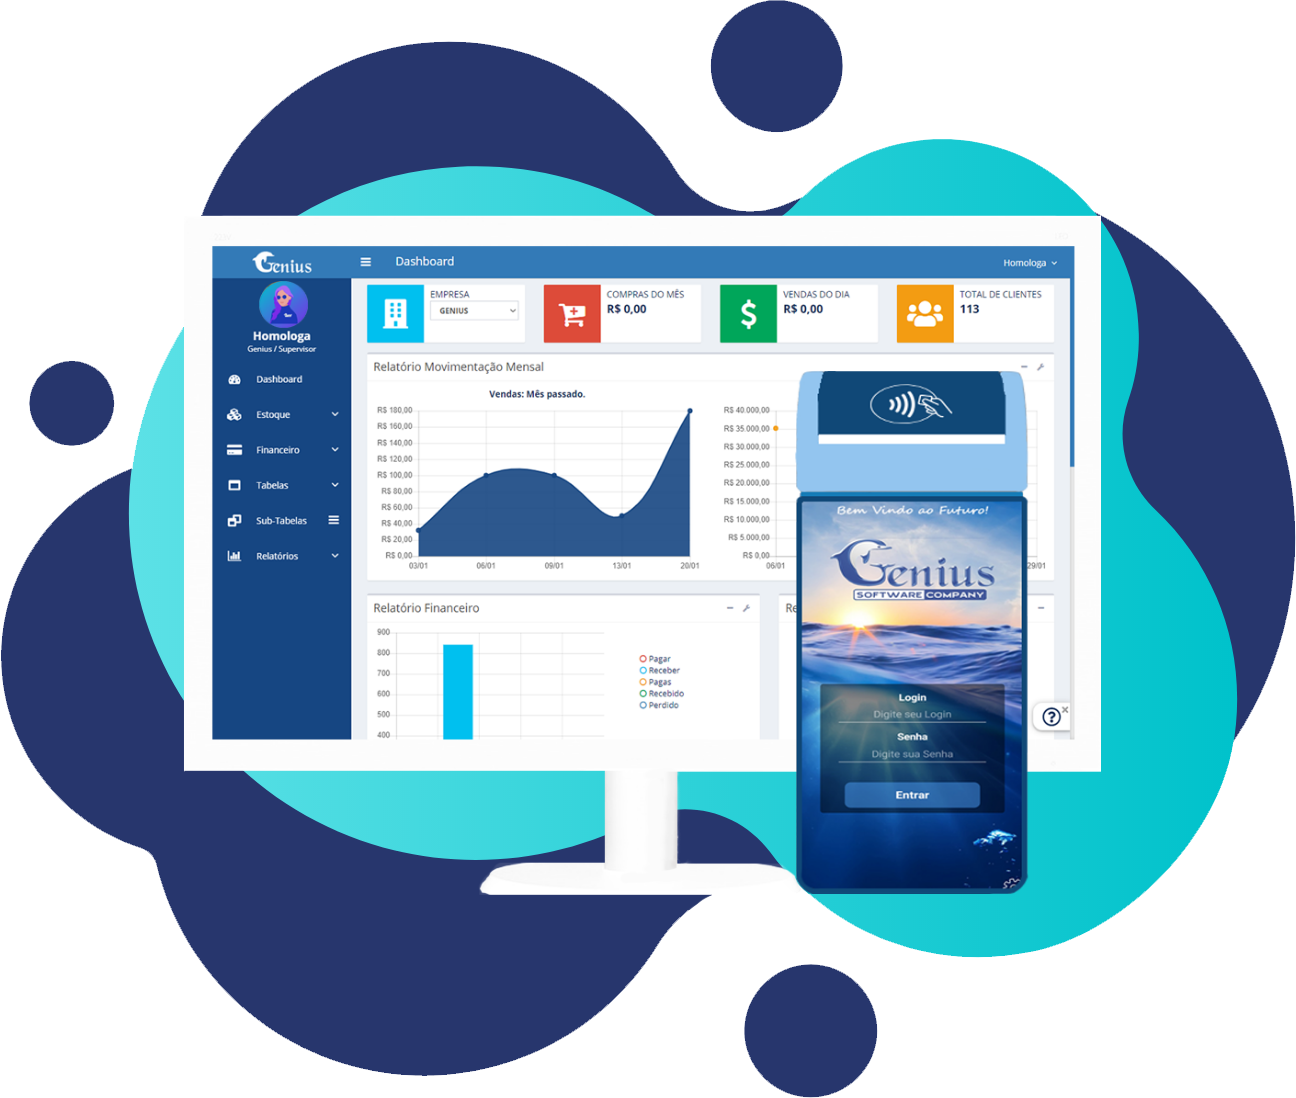 Genius
Dashboard
Homologa
Homologa
Genius / Supervisor
Dashboard
Estoque
Financeiro
Tabelas
Sub-Tabelas
Relatórios
EMPRESA
GENIUS
COMPRAS DO MÊS
R$ 0,00
VENDAS DO DIA
R$ 0,00
TOTAL DE CLIENTES
113
Relatório Movimentação Mensal
Vendas: Mês passado.
R$ 180,00
R$ 160,00
R$ 140,00
R$ 120,00
R$ 100,00
R$ 80,00
R$ 60,00
R$ 40,00
R$ 20,00
R$ 0,00
03/01 06/01 09/01 13/01 20/01
R$ 40.000,00
R$ 35.000,00
R$ 30.000,00
R$ 25.000,00
R$ 20.000,00
R$ 15.000,00
R$ 10.000,00
R$ 5.000,00
R$ 0,00
06/01 29/01
Relatório Financeiro
900
800
700
600
500
400
Pagar
Receber
Pagas
Recebido
Perdido
Re
Bem Vindo ao Futuro!
Genius
SOFTWARE COMPANY
Login
Digite seu Login
Senha
Digite sua Senha
Entrar